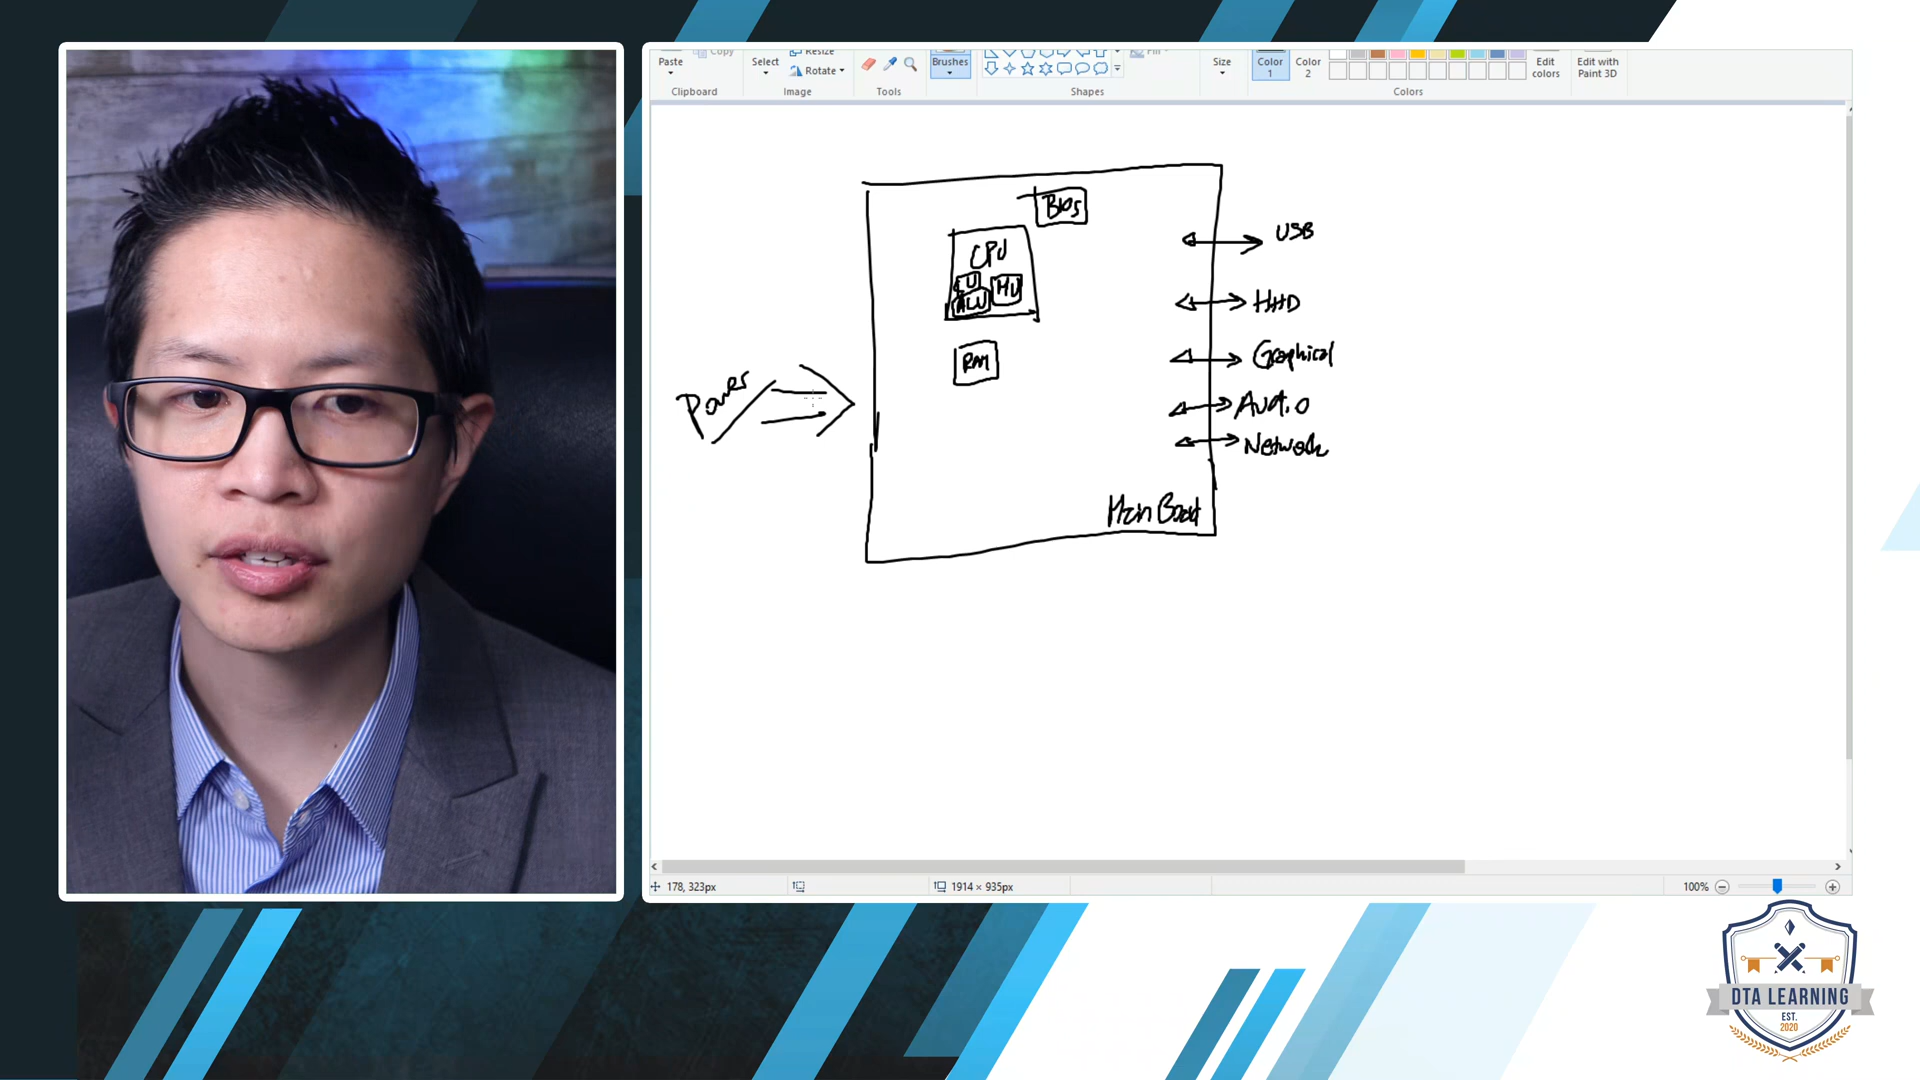 Paste
Copy
Clipboard
Select
Resize
Rotate
Image
Tools
Brushes
Shapes
Fill
Size
Color
1
Color
2
Colors
Edit
colors
Edit with
Paint 3D
BIOS
CPU
CU
MU
ALU
RAM
Power
USB
HHD
Graphical
Audio
Network
Main Board
178, 323px
1914 × 935px
100%
DTA LEARNING
EST.
2020